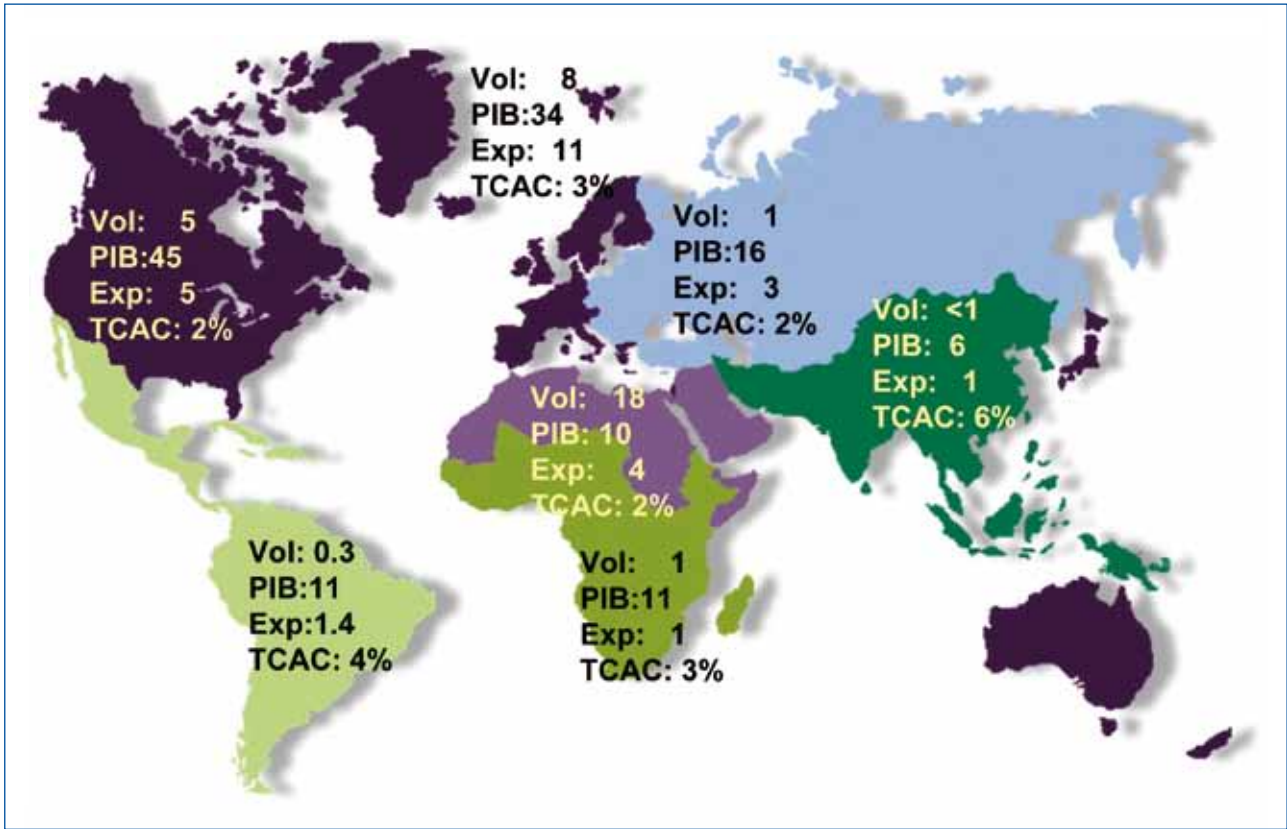 Vol: 8
PIB:34
Exp: 11
TCAC: 3%
Vol: 5
PIB:45
Exp: 5
TCAC: 2%
Vol: 1
PIB:16
Exp: 3
TCAC: 2%
Vol: <1
PIB: 6
Exp: 1
TCAC: 6%
Vol: 18
PIB: 10
Exp: 4
TCAC: 2%
Vol: 0.3
PIB:11
Exp:1.4
TCAC: 4%
Vol: 1
PIB:11
Exp: 1
TCAC: 3%